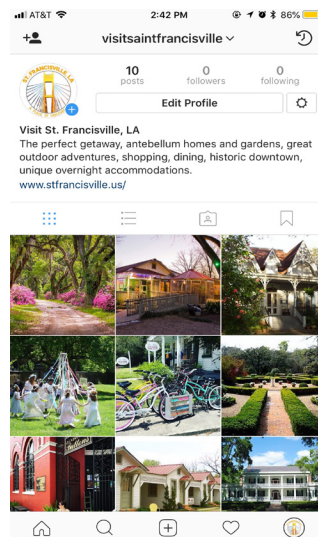 AT&T 2:42 PM 86%
visitsaintfrancisville
ST. FRANCISVILLE, LA
10 0 0
posts followers following
Edit Profile
Visit St. Francisville, LA
The perfect getaway, antebellum homes and gardens, great
outdoor adventures, shopping, dining, historic downtown,
unique overnight accommodations.
www.stfrancisville.us/